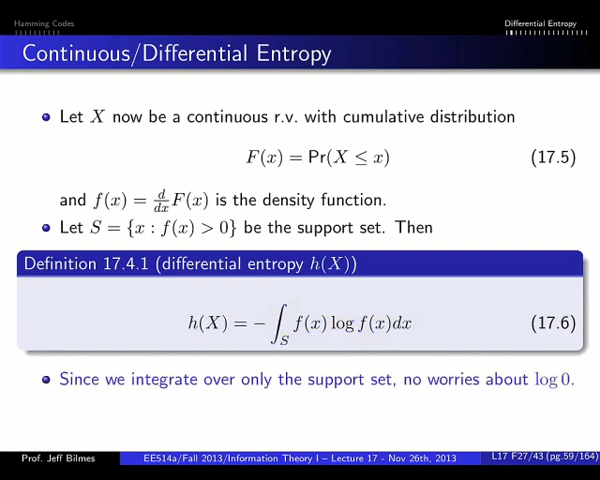 Hamming Codes Differential Entropy
Continuous/Differential Entropy
Let X now be a continuous r.v. with cumulative distribution
F(x) = Pr(X ≤ x) (17.5)
and f(x) = d/dx F(x) is the density function.
Let S = {x : f(x) > 0} be the support set. Then
Definition 17.4.1 (differential entropy h(X))
h(X) = − ∫_S f(x) log f(x)dx (17.6)
Since we integrate over only the support set, no worries about log 0.
Prof. Jeff Bilmes EE514a/Fall 2013/Information Theory I – Lecture 17 - Nov 26th, 2013 L17 F27/43 (pg.59/164)